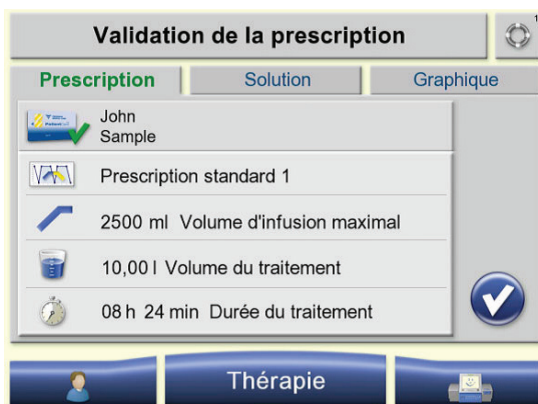 Validation de la prescription
Prescription Solution Graphique
John
Sample
Prescription standard 1
2500 ml Volume d'infusion maximal
10,00 l Volume du traitement
08 h 24 min Durée du traitement
Thérapie